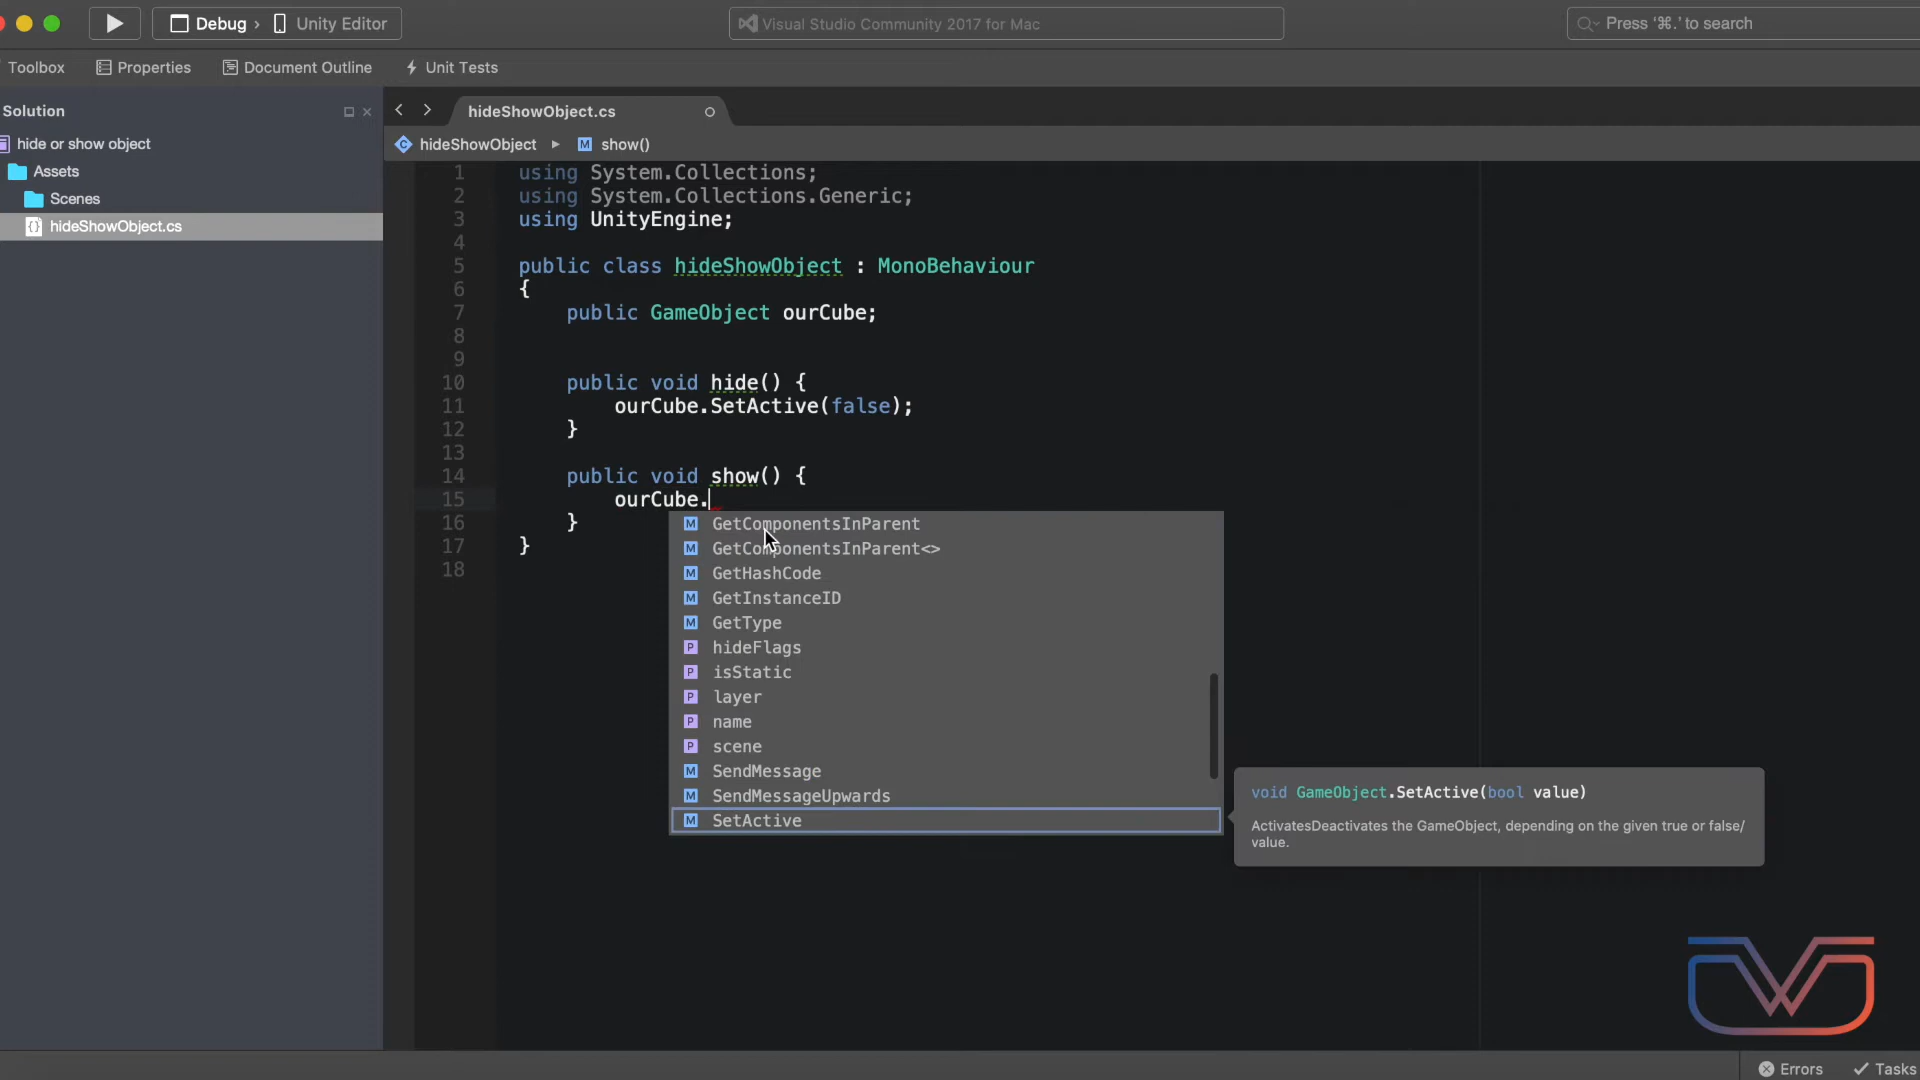 Debug › Unity Editor
Visual Studio Community 2017 for Mac
Press ‘⌘.’ to search
Toolbox Properties Document Outline Unit Tests
Solution
hide or show object
Assets
Scenes
hideShowObject.cs
hideShowObject.cs
hideShowObject ▸ M show()
1 using System.Collections;
2 using System.Collections.Generic;
3 using UnityEngine;
4
5 public class hideShowObject : MonoBehaviour
6 {
7 public GameObject ourCube;
8
9
10 public void hide() {
11 ourCube.SetActive(false);
12 }
13
14 public void show() {
15 ourCube.
16 }
17 }
18
M GetComponentsInParent
M GetComponentsInParent<>
M GetHashCode
M GetInstanceID
M GetType
P hideFlags
P isStatic
P layer
P name
P scene
M SendMessage
M SendMessageUpwards
M SetActive
void GameObject.SetActive(bool value)
ActivatesDeactivates the GameObject, depending on the given true or false/
value.
Errors Tasks